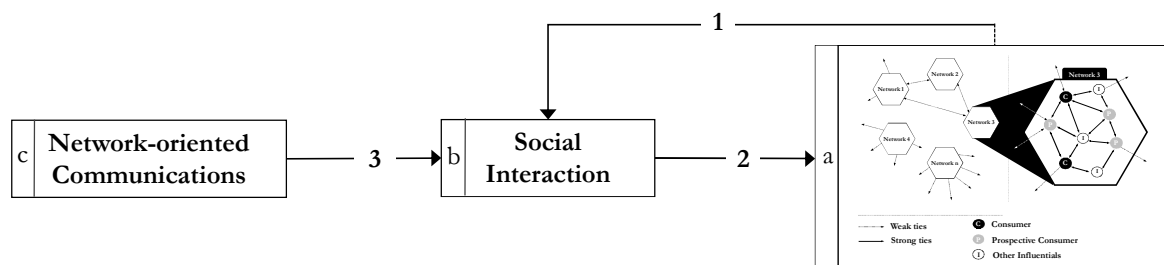 1
c
Network-oriented
Communications
3
b
Social
Interaction
2
a
Network 1
Network 2
Network 3
Network 4
Network n
Network 3
C
I
P
P
I
P
C
I
Weak ties
Strong ties
C Consumer
P Prospective Consumer
I Other Influentials